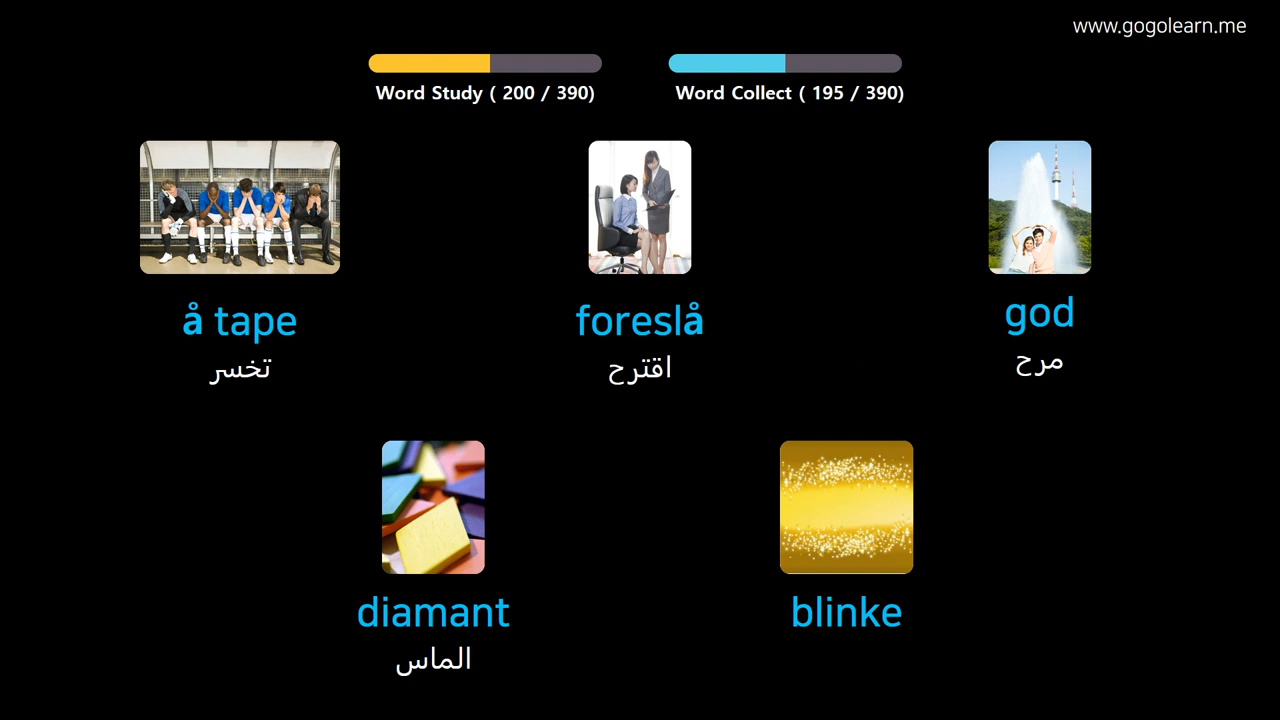 www.gogolearn.me
Word Study ( 200 / 390)
Word Collect ( 195 / 390)
å tape
تخسر
foreslå
اقترح
god
مرح
diamant
الماس
blinke